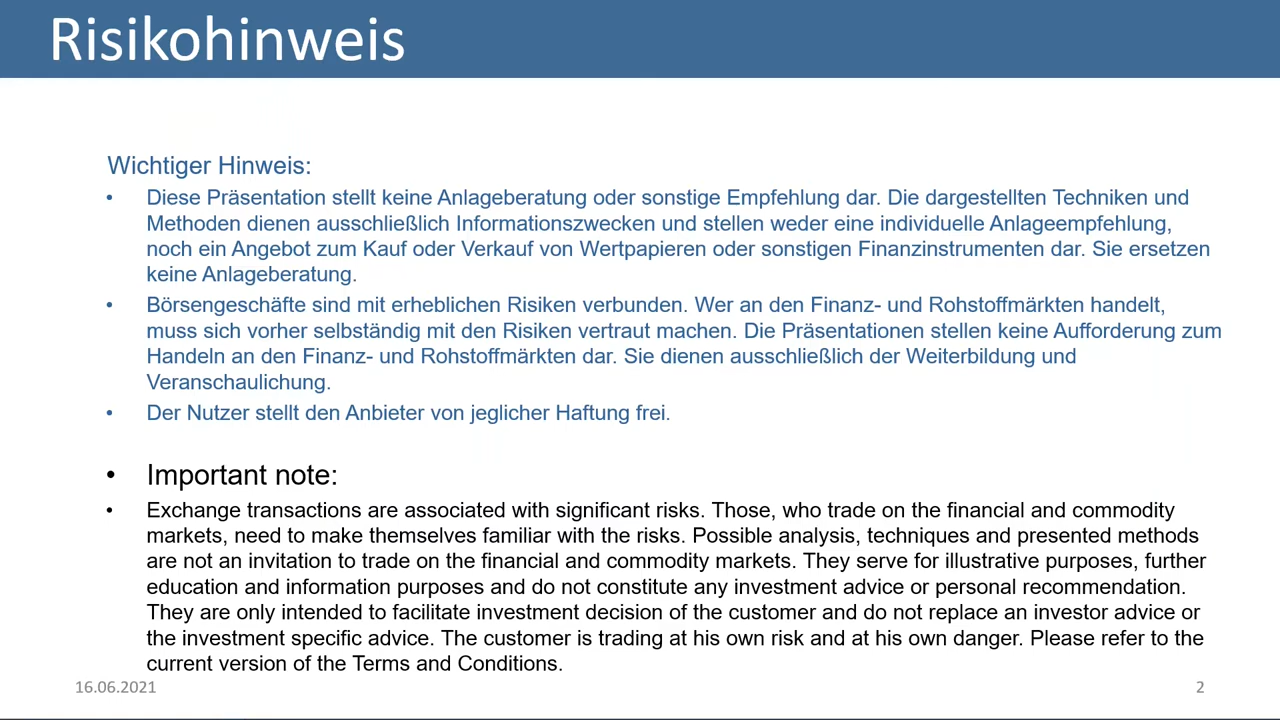 Risikohinweis
Wichtiger Hinweis:
• Diese Präsentation stellt keine Anlageberatung oder sonstige Empfehlung dar. Die dargestellten Techniken und
Methoden dienen ausschließlich Informationszwecken und stellen weder eine individuelle Anlageempfehlung,
noch ein Angebot zum Kauf oder Verkauf von Wertpapieren oder sonstigen Finanzinstrumenten dar. Sie ersetzen
keine Anlageberatung.
• Börsengeschäfte sind mit erheblichen Risiken verbunden. Wer an den Finanz- und Rohstoffmärkten handelt,
muss sich vorher selbständig mit den Risiken vertraut machen. Die Präsentationen stellen keine Aufforderung zum
Handeln an den Finanz- und Rohstoffmärkten dar. Sie dienen ausschließlich der Weiterbildung und
Veranschaulichung.
• Der Nutzer stellt den Anbieter von jeglicher Haftung frei.
• Important note:
• Exchange transactions are associated with significant risks. Those, who trade on the financial and commodity
markets, need to make themselves familiar with the risks. Possible analysis, techniques and presented methods
are not an invitation to trade on the financial and commodity markets. They serve for illustrative purposes, further
education and information purposes and do not constitute any investment advice or personal recommendation.
They are only intended to facilitate investment decision of the customer and do not replace an investor advice or
the investment specific advice. The customer is trading at his own risk and at his own danger. Please refer to the
current version of the Terms and Conditions.
16.06.2021
2